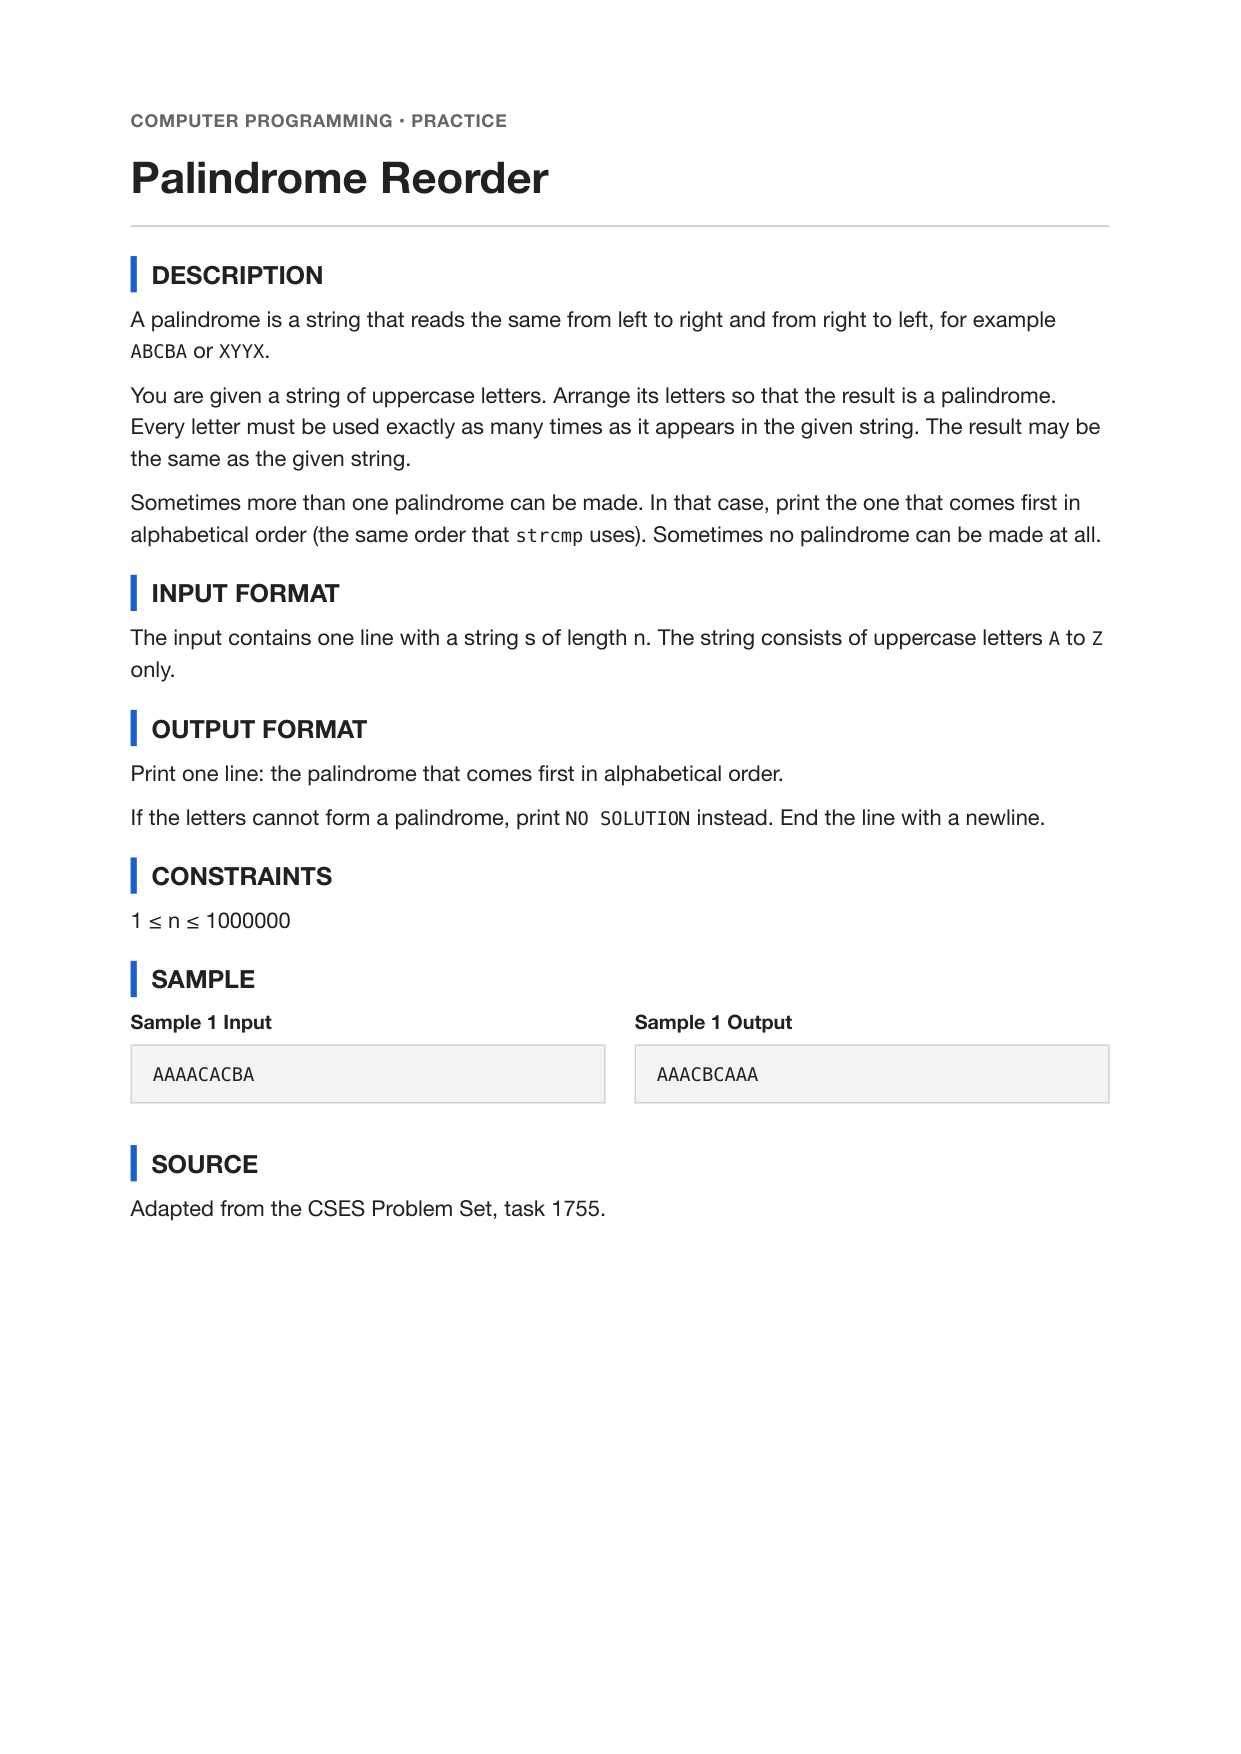 COMPUTER PROGRAMMING • PRACTICE
Palindrome Reorder
DESCRIPTION
A palindrome is a string that reads the same from left to right and from right to left, for example
ABCBA or XYYX.
You are given a string of uppercase letters. Arrange its letters so that the result is a palindrome.
Every letter must be used exactly as many times as it appears in the given string. The result may be
the same as the given string.
Sometimes more than one palindrome can be made. In that case, print the one that comes first in
alphabetical order (the same order that strcmp uses). Sometimes no palindrome can be made at all.
INPUT FORMAT
The input contains one line with a string s of length n. The string consists of uppercase letters A to Z
only.
OUTPUT FORMAT
Print one line: the palindrome that comes first in alphabetical order.
If the letters cannot form a palindrome, print NO SOLUTION instead. End the line with a newline.
CONSTRAINTS
1 ≤ n ≤ 1000000
SAMPLE
Sample 1 Input
AAAACACBA
Sample 1 Output
AAACBCAAA
SOURCE
Adapted from the CSES Problem Set, task 1755.